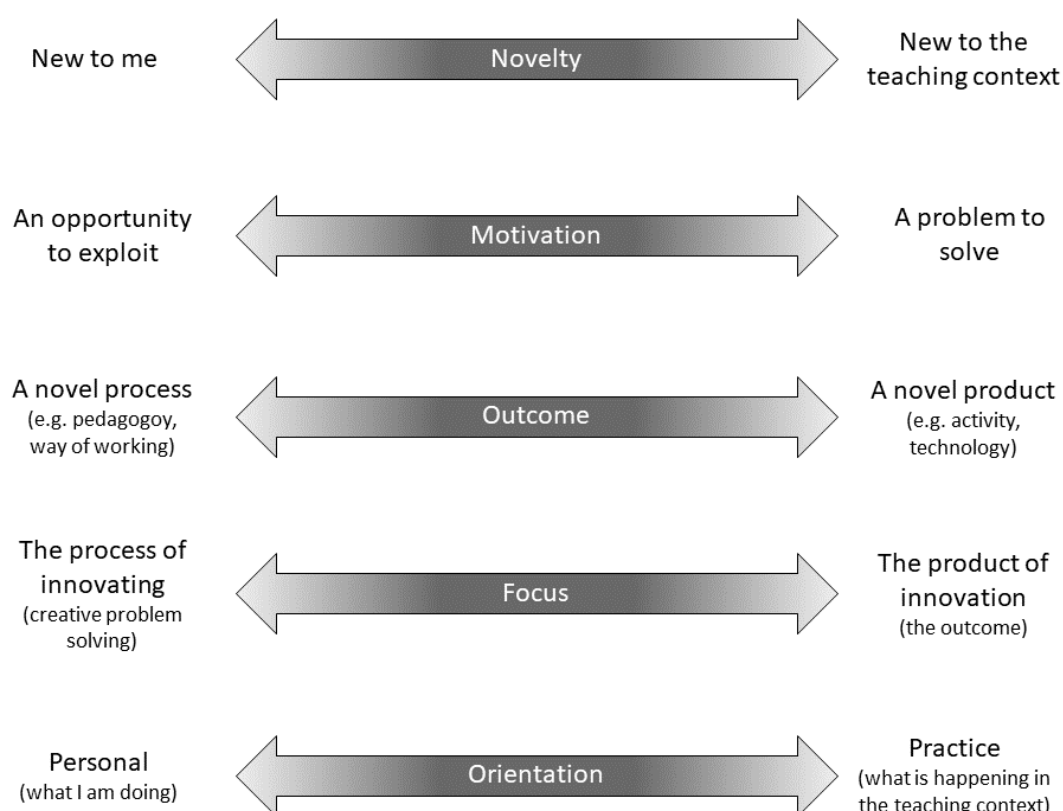 New to me
Novelty
New to the
teaching context
An opportunity
to exploit
Motivation
A problem to
solve
A novel process
(e.g. pedagogoy,
way of working)
Outcome
A novel product
(e.g. activity,
technology)
The process of
innovating
(creative problem
solving)
Focus
The product of
innovation
(the outcome)
Personal
(what I am doing)
Orientation
Practice
(what is happening in
the teaching context)